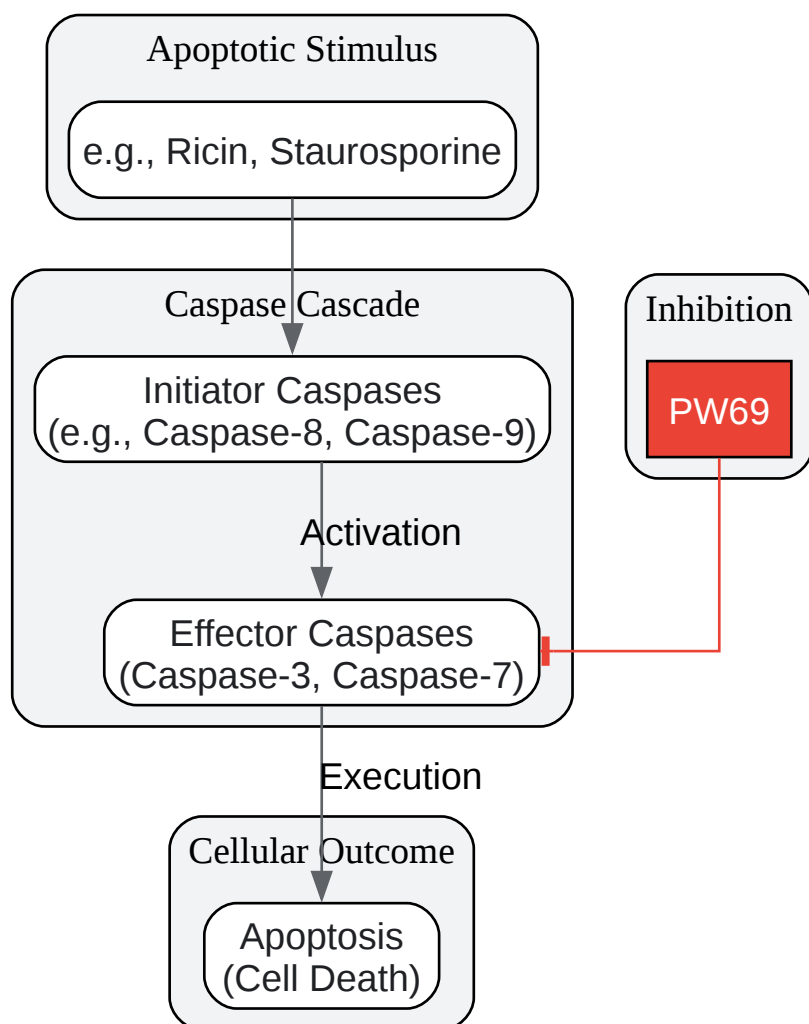 Apoptotic Stimulus
e.g., Ricin, Staurosporine
Caspase Cascade
Initiator Caspases
(e.g., Caspase-8, Caspase-9)
Inhibition
PW69
Activation
Effector Caspases
(Caspase-3, Caspase-7)
Execution
Cellular Outcome
Apoptosis
(Cell Death)